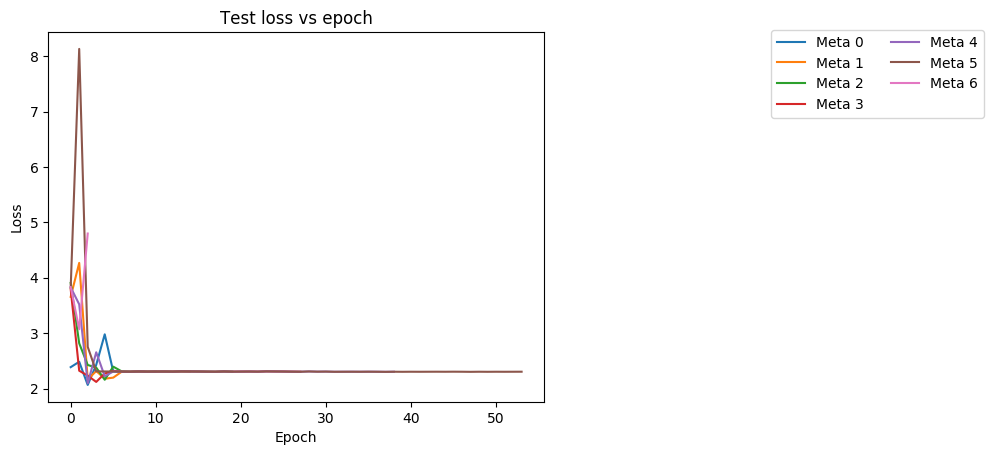 Test loss vs epoch
Loss
8
7
6
5
4
3
2
0 10 20 30 40 50
Epoch
Meta 0
Meta 1
Meta 2
Meta 3
Meta 4
Meta 5
Meta 6